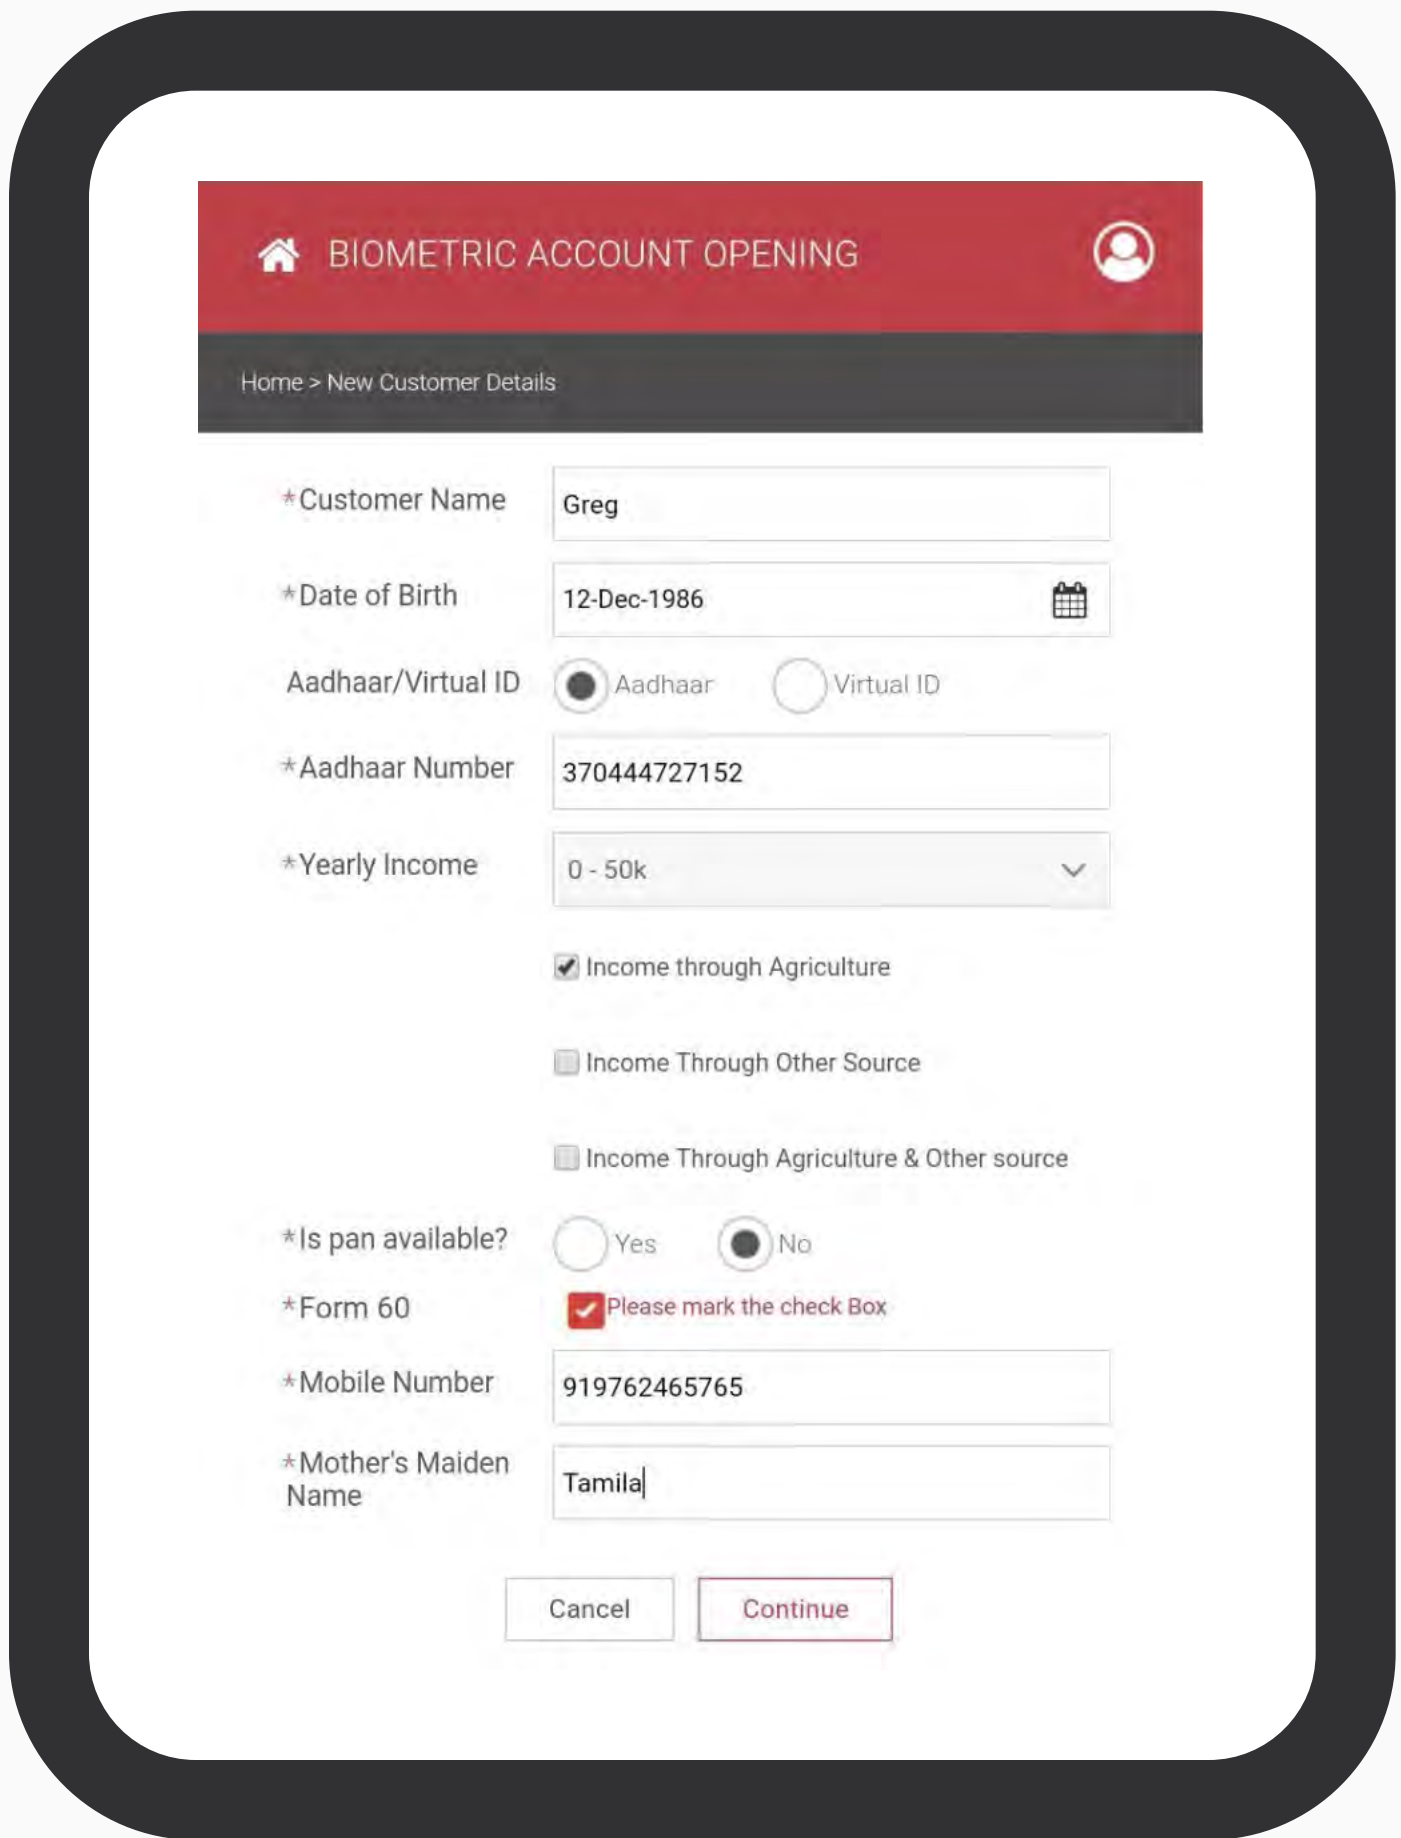 BIOMETRIC ACCOUNT OPENING
Home > New Customer Details
*Customer Name Greg
*Date of Birth 12-Dec-1986
Aadhaar/Virtual ID Aadhaar Virtual ID
*Aadhaar Number 370444727152
*Yearly Income 0 - 50k
Income through Agriculture
Income Through Other Source
Income Through Agriculture & Other source
*Is pan available? Yes No
*Form 60 Please mark the check Box
*Mobile Number 919762465765
*Mother's Maiden
Name Tamila
Cancel Continue